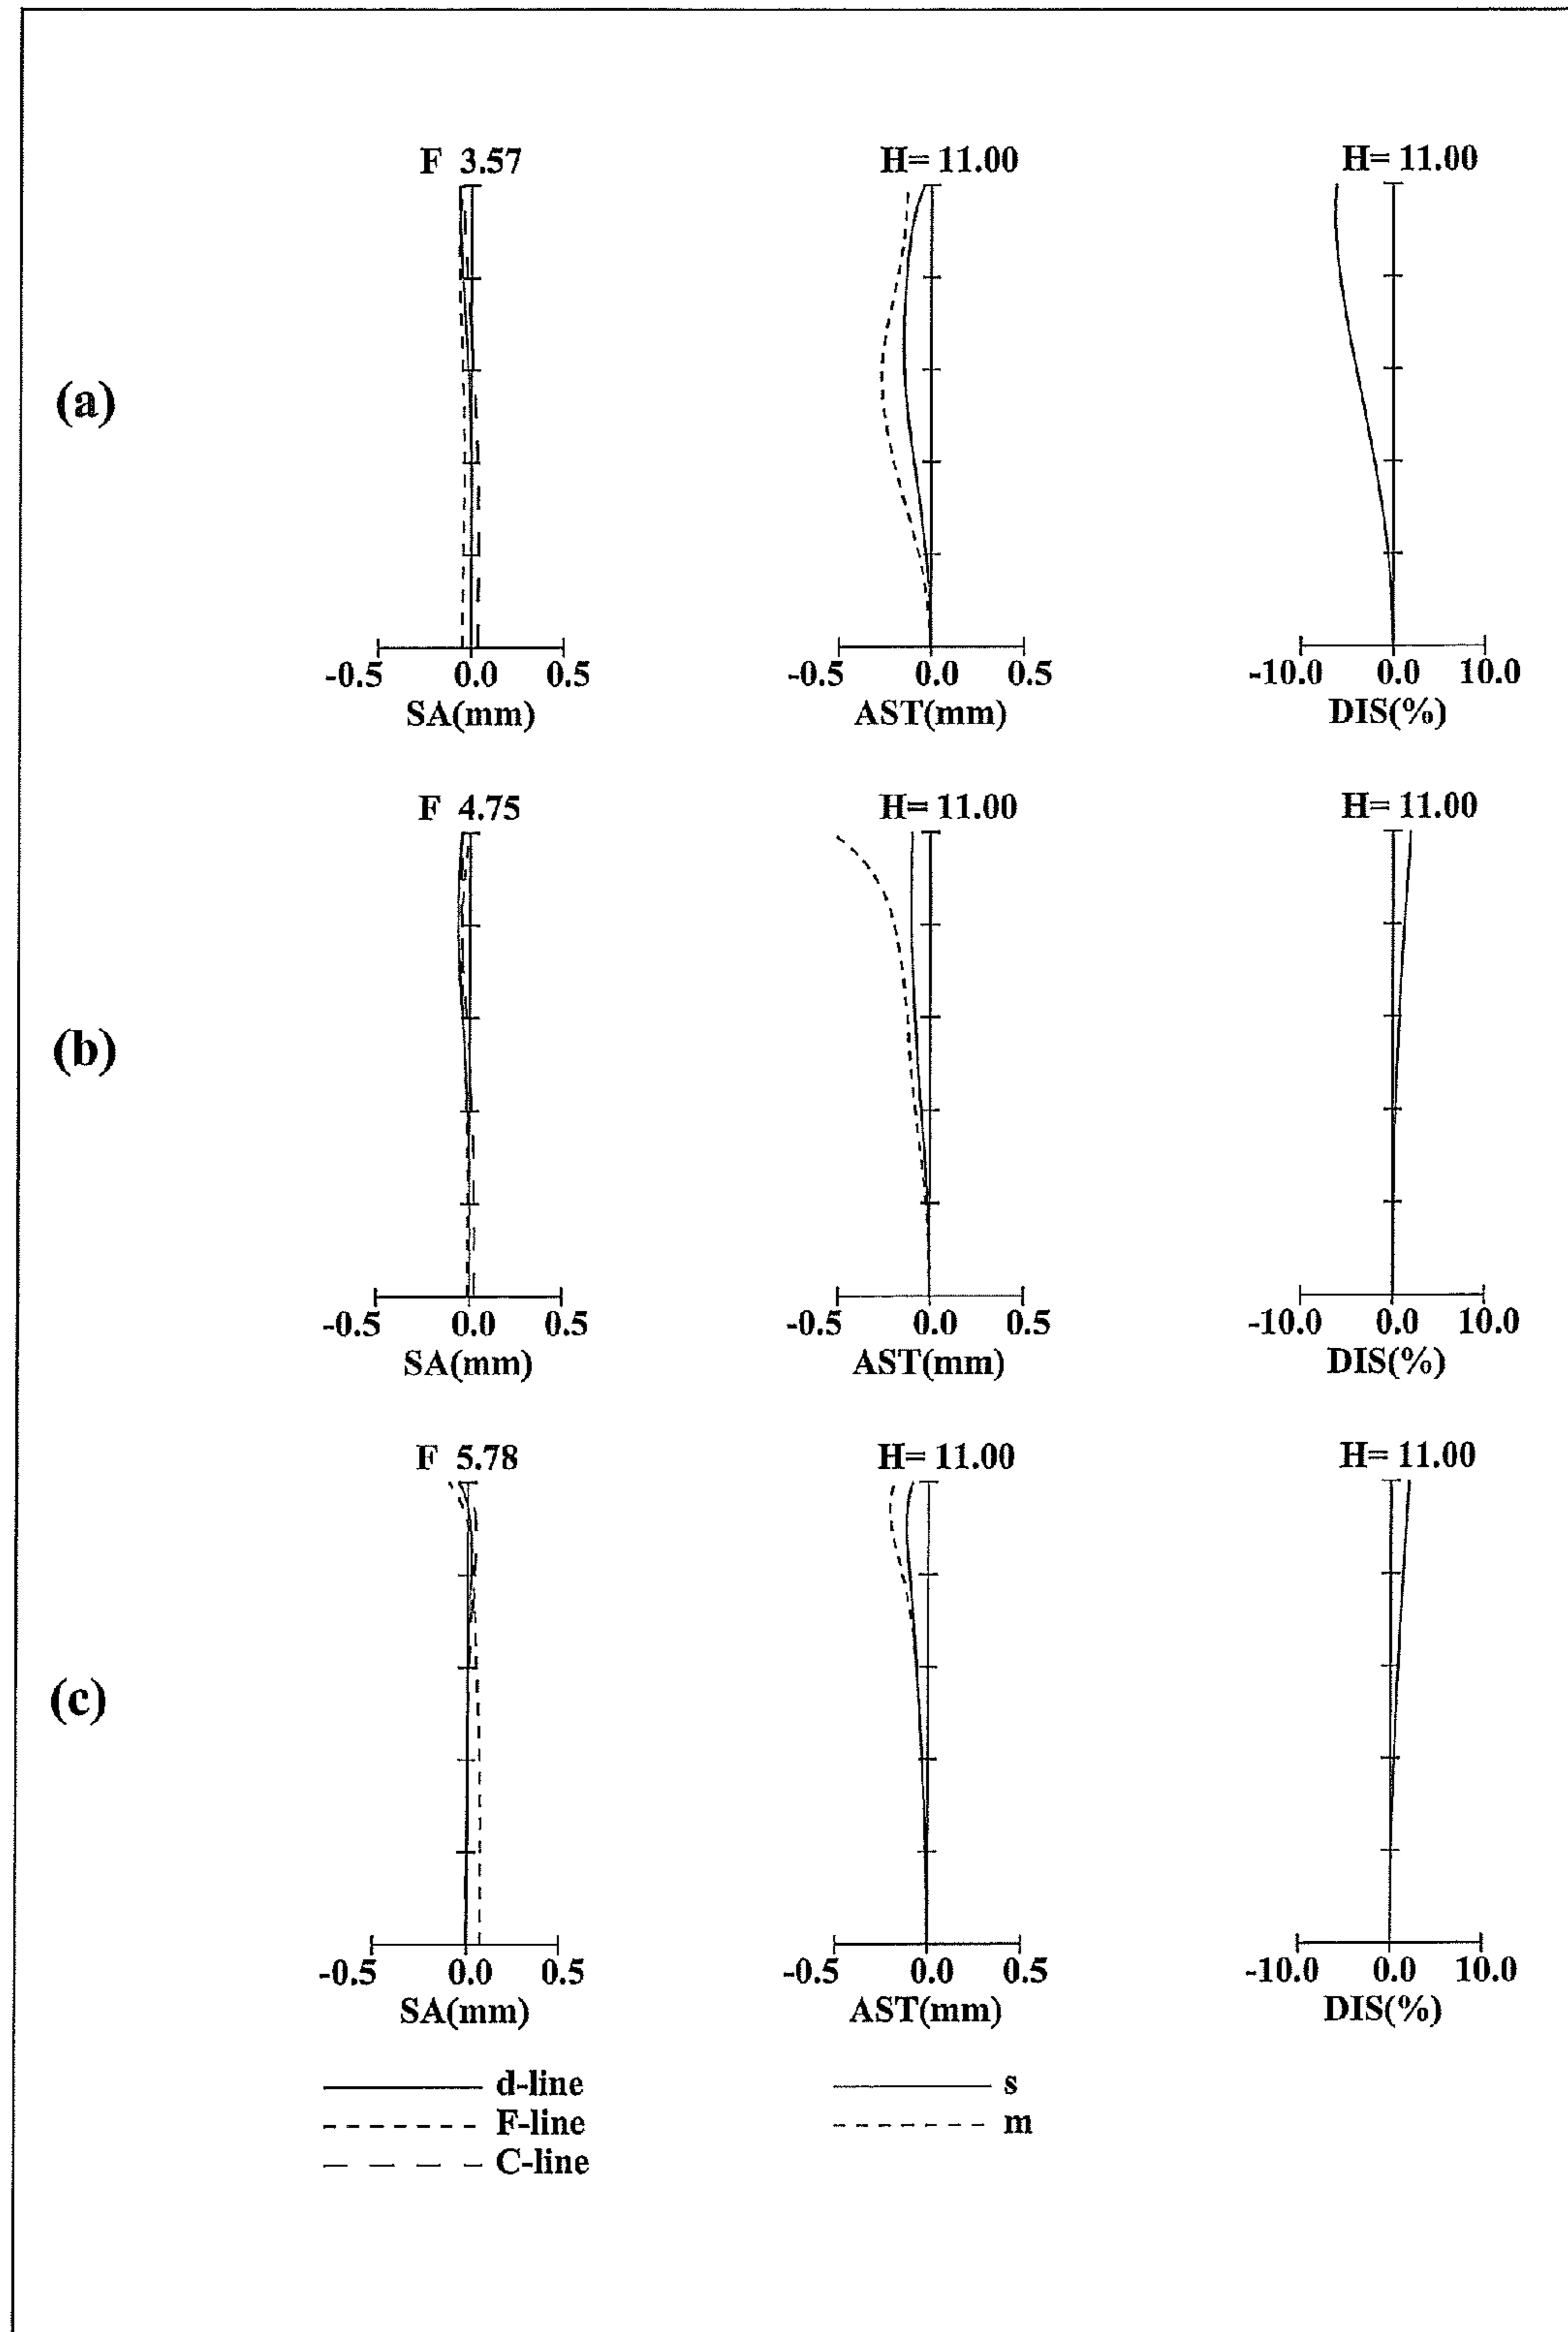 F 3.57 H= 11.00 H= 11.00
(a)
-0.5 0.0 0.5 -0.5 0.0 0.5 -10.0 0.0 10.0
SA(mm) AST(mm) DIS(%)
F 4.75 H= 11.00 H= 11.00
(b)
-0.5 0.0 0.5 -0.5 0.0 0.5 -10.0 0.0 10.0
SA(mm) AST(mm) DIS(%)
F 5.78 H= 11.00 H= 11.00
(c)
-0.5 0.0 0.5 -0.5 0.0 0.5 -10.0 0.0 10.0
SA(mm) AST(mm) DIS(%)
d-line s
F-line m
C-line